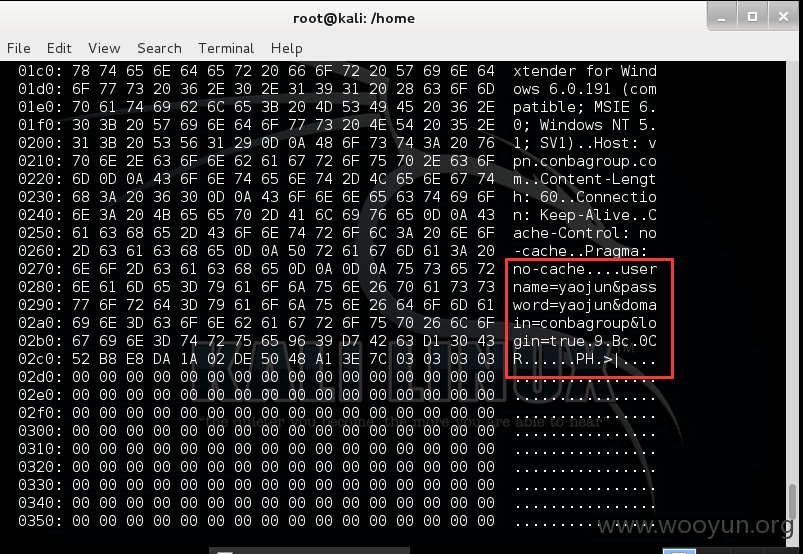 root@kali: /home
File Edit View Search Terminal Help
01c0: 78 74 65 6E 64 65 72 20 66 6F 72 20 57 69 6E 64 xtender for Wind
01d0: 6F 77 73 20 36 2E 30 2E 31 39 31 20 28 63 6F 6D ows 6.0.191 (com
01e0: 70 61 74 69 62 6C 65 3B 20 4D 53 49 45 20 36 2E patible; MSIE 6.
01f0: 30 3B 20 57 69 6E 64 6F 77 73 20 4E 54 20 35 2E 0; Windows NT 5.
0200: 31 3B 20 53 56 31 29 0D 0A 48 6F 73 74 3A 20 76 1; SV1)..Host: v
0210: 70 6E 2E 63 6F 6E 62 61 67 72 6F 75 70 2E 63 6F pn.conbagroup.co
0220: 6D 0D 0A 43 6F 6E 74 65 6E 74 2D 4C 65 6E 67 74 m..Content-Lengt
0230: 68 3A 20 36 30 0D 0A 43 6F 6E 6E 65 63 74 69 6F h: 60..Connectio
0240: 6E 3A 20 4B 65 65 70 2D 41 6C 69 76 65 0D 0A 43 n: Keep-Alive..C
0250: 61 63 68 65 2D 43 6F 6E 74 72 6F 6C 3A 20 6E 6F ache-Control: no
0260: 2D 63 61 63 68 65 0D 0A 50 72 61 67 6D 61 3A 20 -cache..Pragma:
0270: 6E 6F 2D 63 61 63 68 65 0D 0A 0D 0A 75 73 65 72 no-cache....user
0280: 6E 61 6D 65 3D 79 61 6F 6A 75 6E 26 70 61 73 73 name=yaojun&pass
0290: 77 6F 72 64 3D 79 61 6F 6A 75 6E 26 64 6F 6D 61 word=yaojun&doma
02a0: 69 6E 3D 63 6F 6E 62 61 67 72 6F 75 70 26 6C 6F in=conbagroup&lo
02b0: 67 69 6E 3D 74 72 75 65 96 39 D7 42 63 D1 30 43 gin=true.9.Bc.0C
02c0: 52 B8 E8 DA 1A 02 DE 50 48 A1 3E 7C 03 03 03 03 R......PH.>|....
02d0: 00 00 00 00 00 00 00 00 00 00 00 00 00 00 00 00 ................
02e0: 00 00 00 00 00 00 00 00 00 00 00 00 00 00 00 00 ................
02f0: 00 00 00 00 00 00 00 00 00 00 00 00 00 00 00 00 ................
0300: 00 00 00 00 00 00 00 00 00 00 00 00 00 00 00 00 ................
0310: 00 00 00 00 00 00 00 00 00 00 00 00 00 00 00 00 ................
0320: 00 00 00 00 00 00 00 00 00 00 00 00 00 00 00 00 ................
0330: 00 00 00 00 00 00 00 00 00 00 00 00 00 00 00 00 ................
0340: 00 00 00 00 00 00 00 00 00 00 00 00 00 00 00 00 ................
0350: 00 00 00 00 00 00 00 00 00 00 00 00 00 00 00 00 ................
KALI LINUX ™
"the quieter you become, the more you are able to hear"
www.wooyun.org